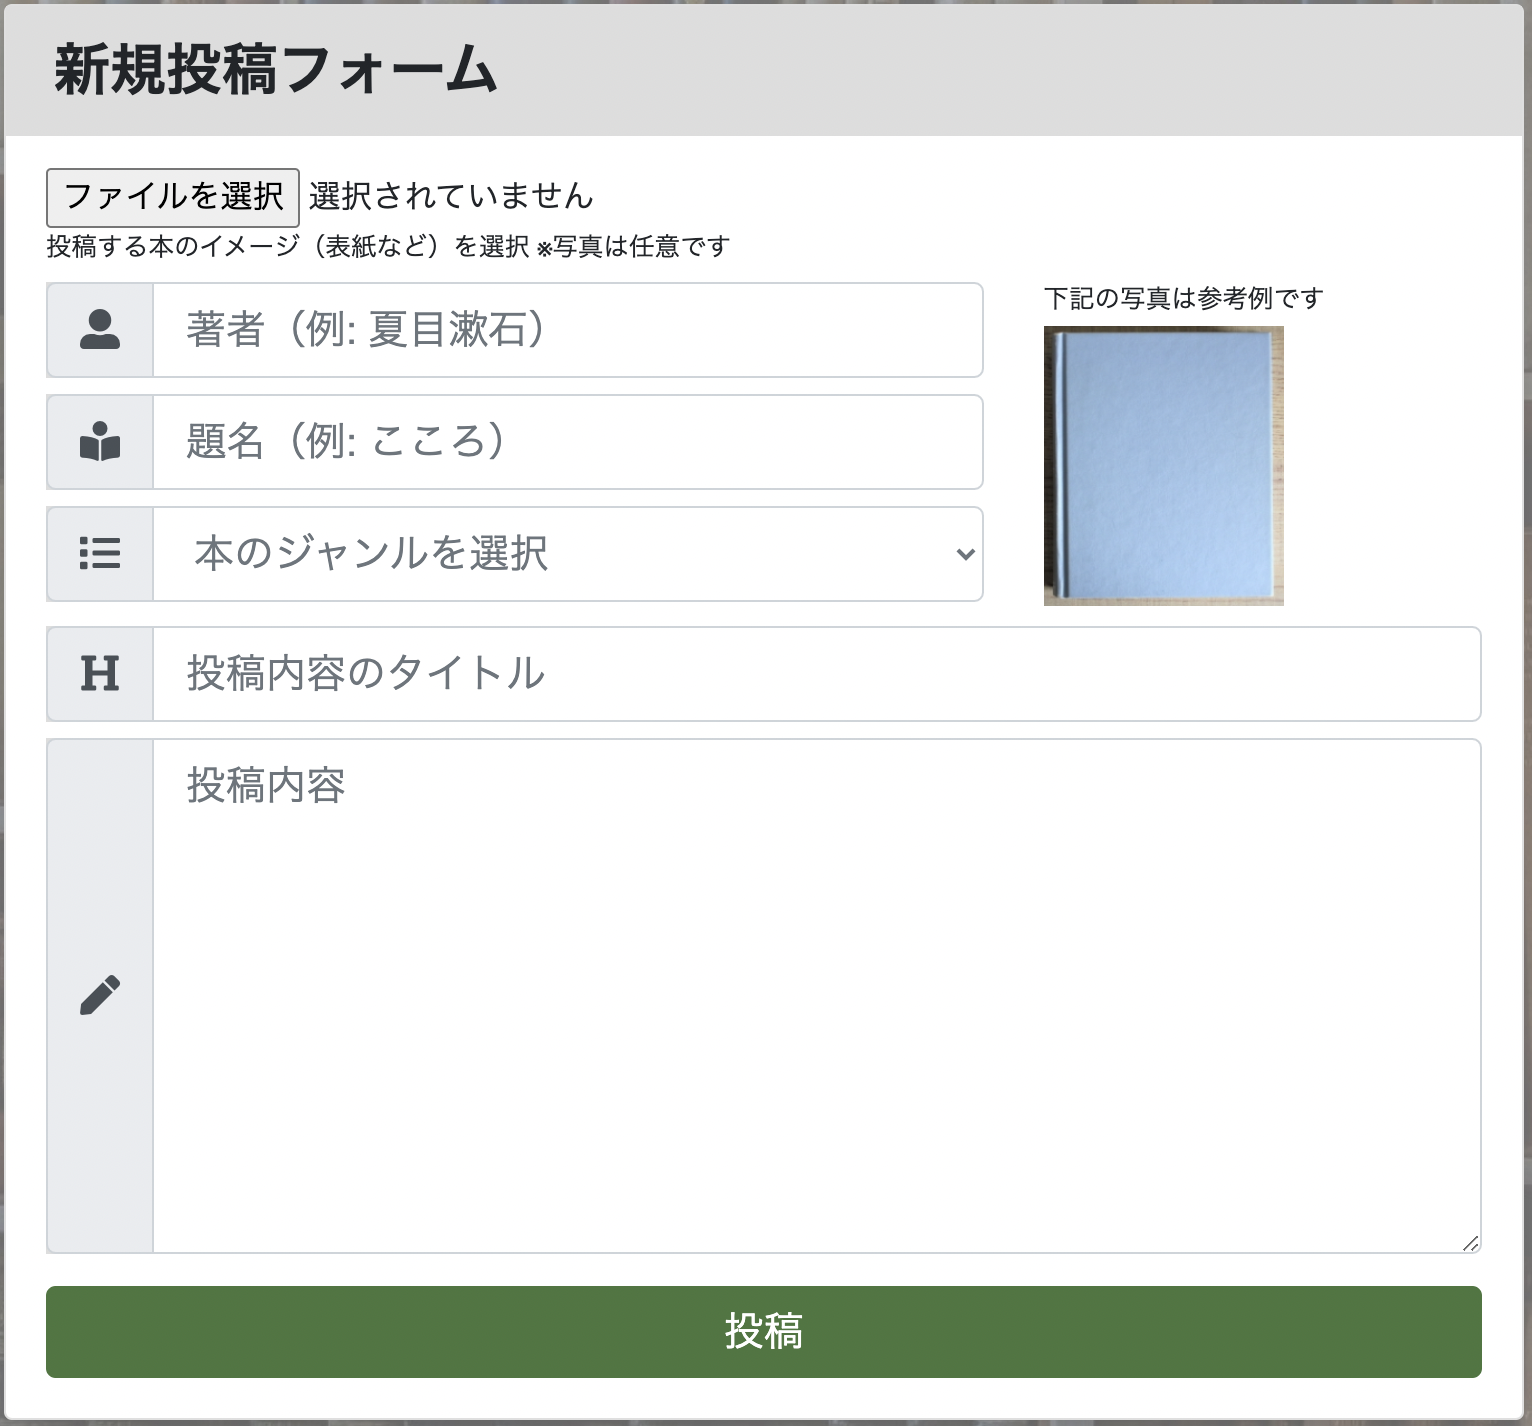 新規投稿フォーム
ファイルを選択 選択されていません
投稿する本のイメージ（表紙など）を選択 ※写真は任意です
著者（例: 夏目漱石）
下記の写真は参考例です
題名（例: こころ）
本のジャンルを選択
投稿内容のタイトル
投稿内容
投稿